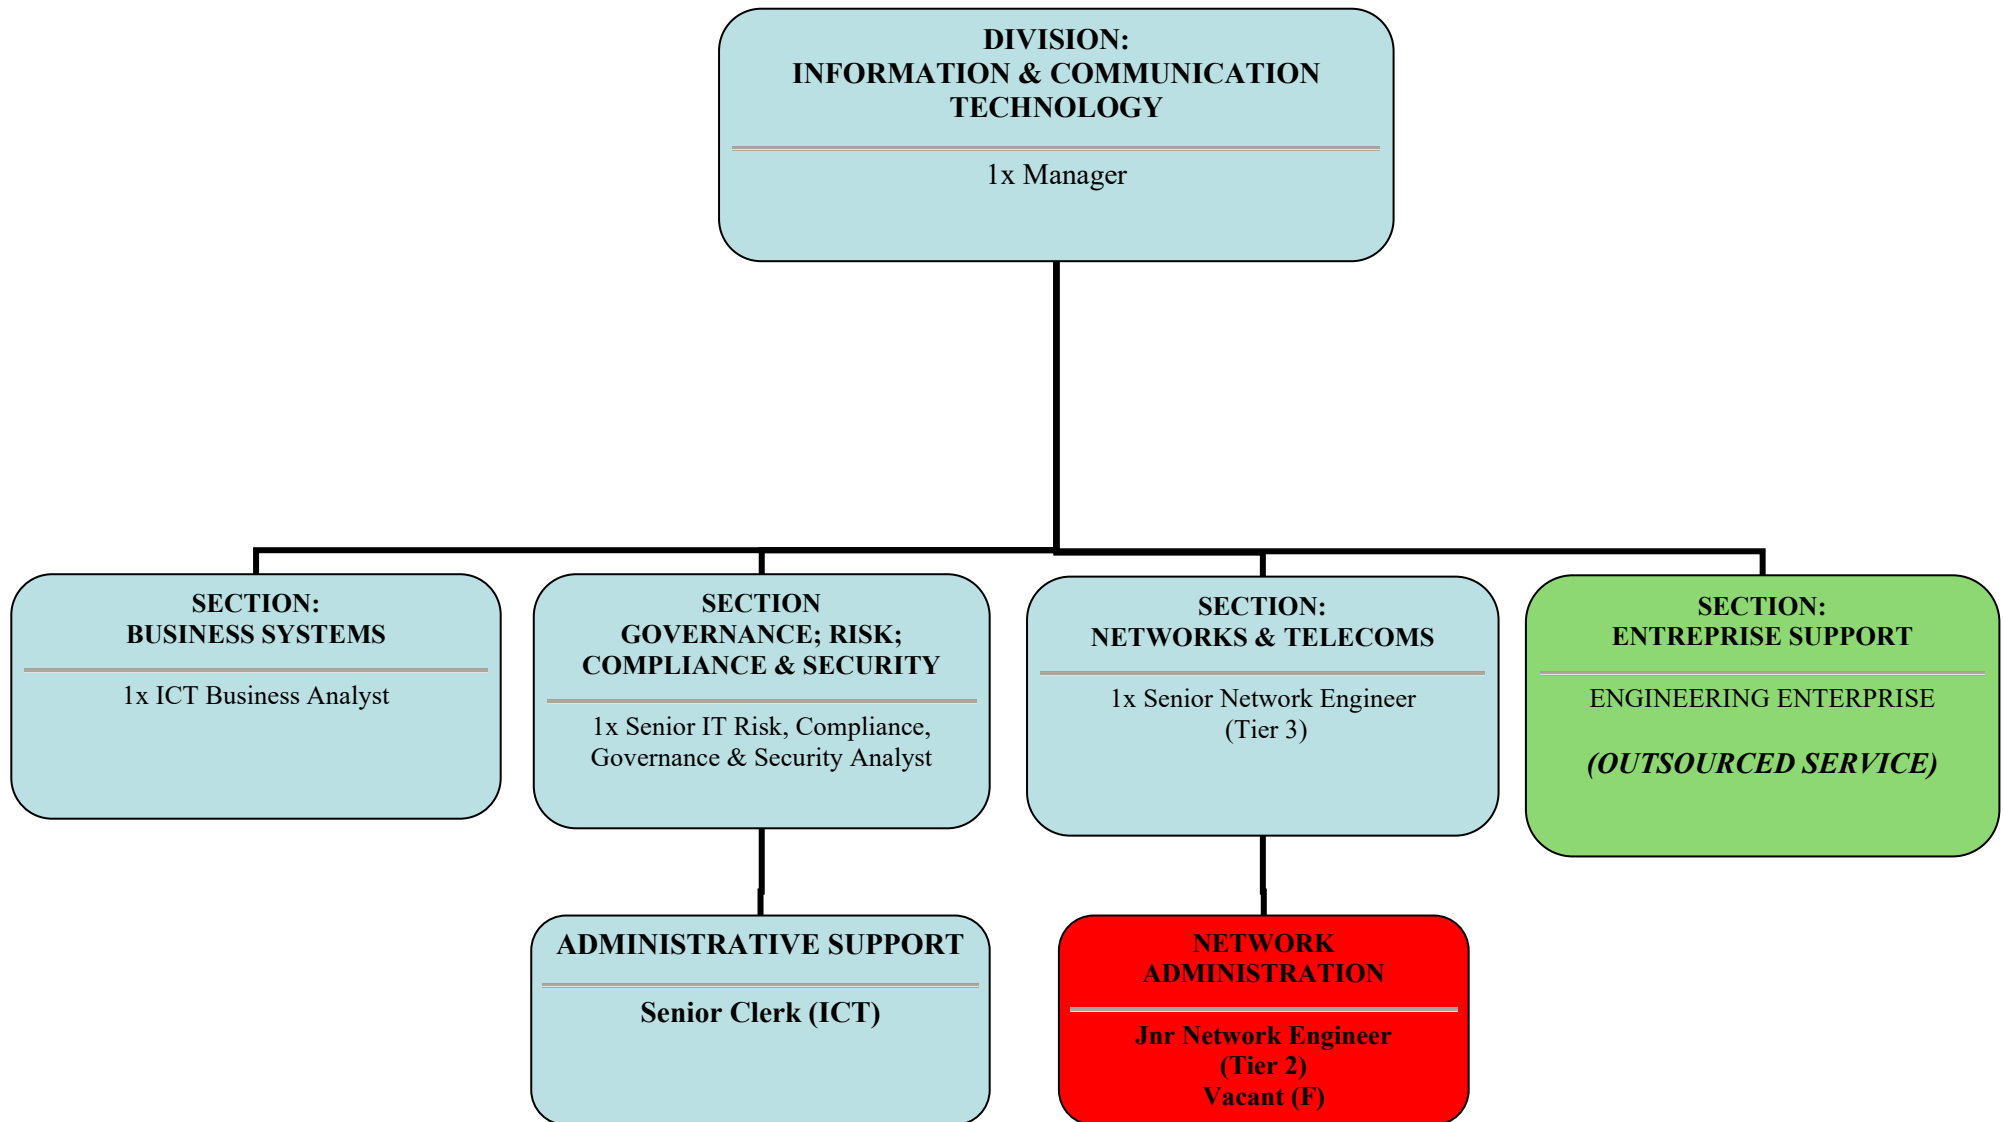 DIVISION:
INFORMATION & COMMUNICATION
TECHNOLOGY
1x Manager
SECTION:
BUSINESS SYSTEMS
1x ICT Business Analyst
SECTION
GOVERNANCE; RISK;
COMPLIANCE & SECURITY
1x Senior IT Risk, Compliance,
Governance & Security Analyst
SECTION:
NETWORKS & TELECOMS
1x Senior Network Engineer
(Tier 3)
SECTION:
ENTREPRISE SUPPORT
ENGINEERING ENTERPRISE
(OUTSOURCED SERVICE)
ADMINISTRATIVE SUPPORT
Senior Clerk (ICT)
NETWORK
ADMINISTRATION
Jnr Network Engineer
(Tier 2)
Vacant (F)